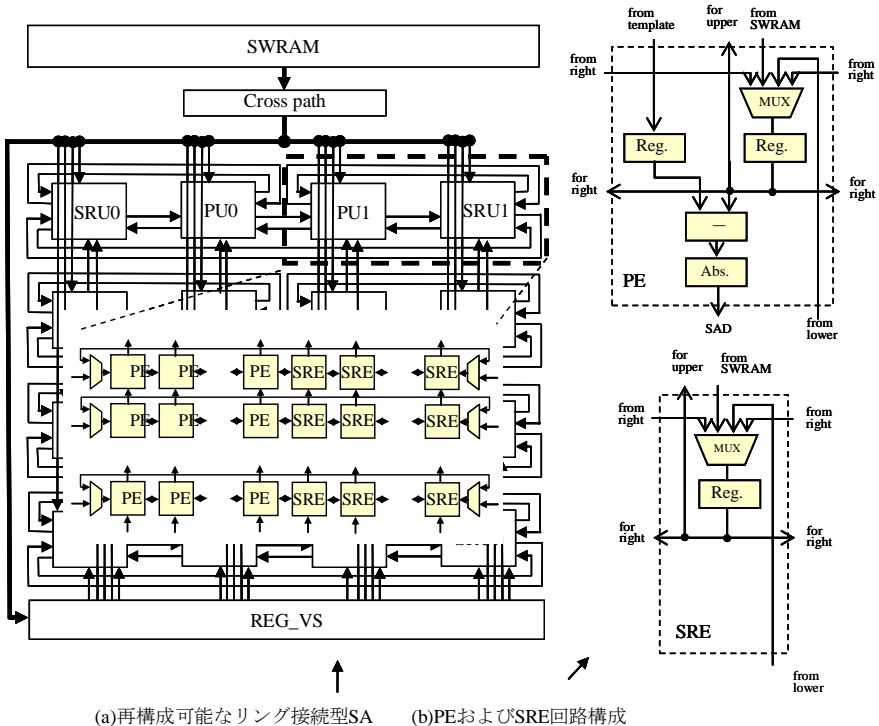 SWRAM
Cross path
SRU0 PU0 PU1 SRU1
PE PE PE SRE SRE SRE
PE PE PE SRE SRE SRE
PE PE PE SRE SRE SRE
REG_VS
from
template
for
upper
from
SWRAM
from
right
from
right
MUX
Reg.
Reg.
for
right
for
right
—
Abs.
PE
SAD
from
lower
for
upper
from
SWRAM
from
right
from
right
MUX
Reg.
for
right
for
right
SRE
from
lower
(a)再構成可能なリング接続型SA (b)PEおよびSRE回路構成